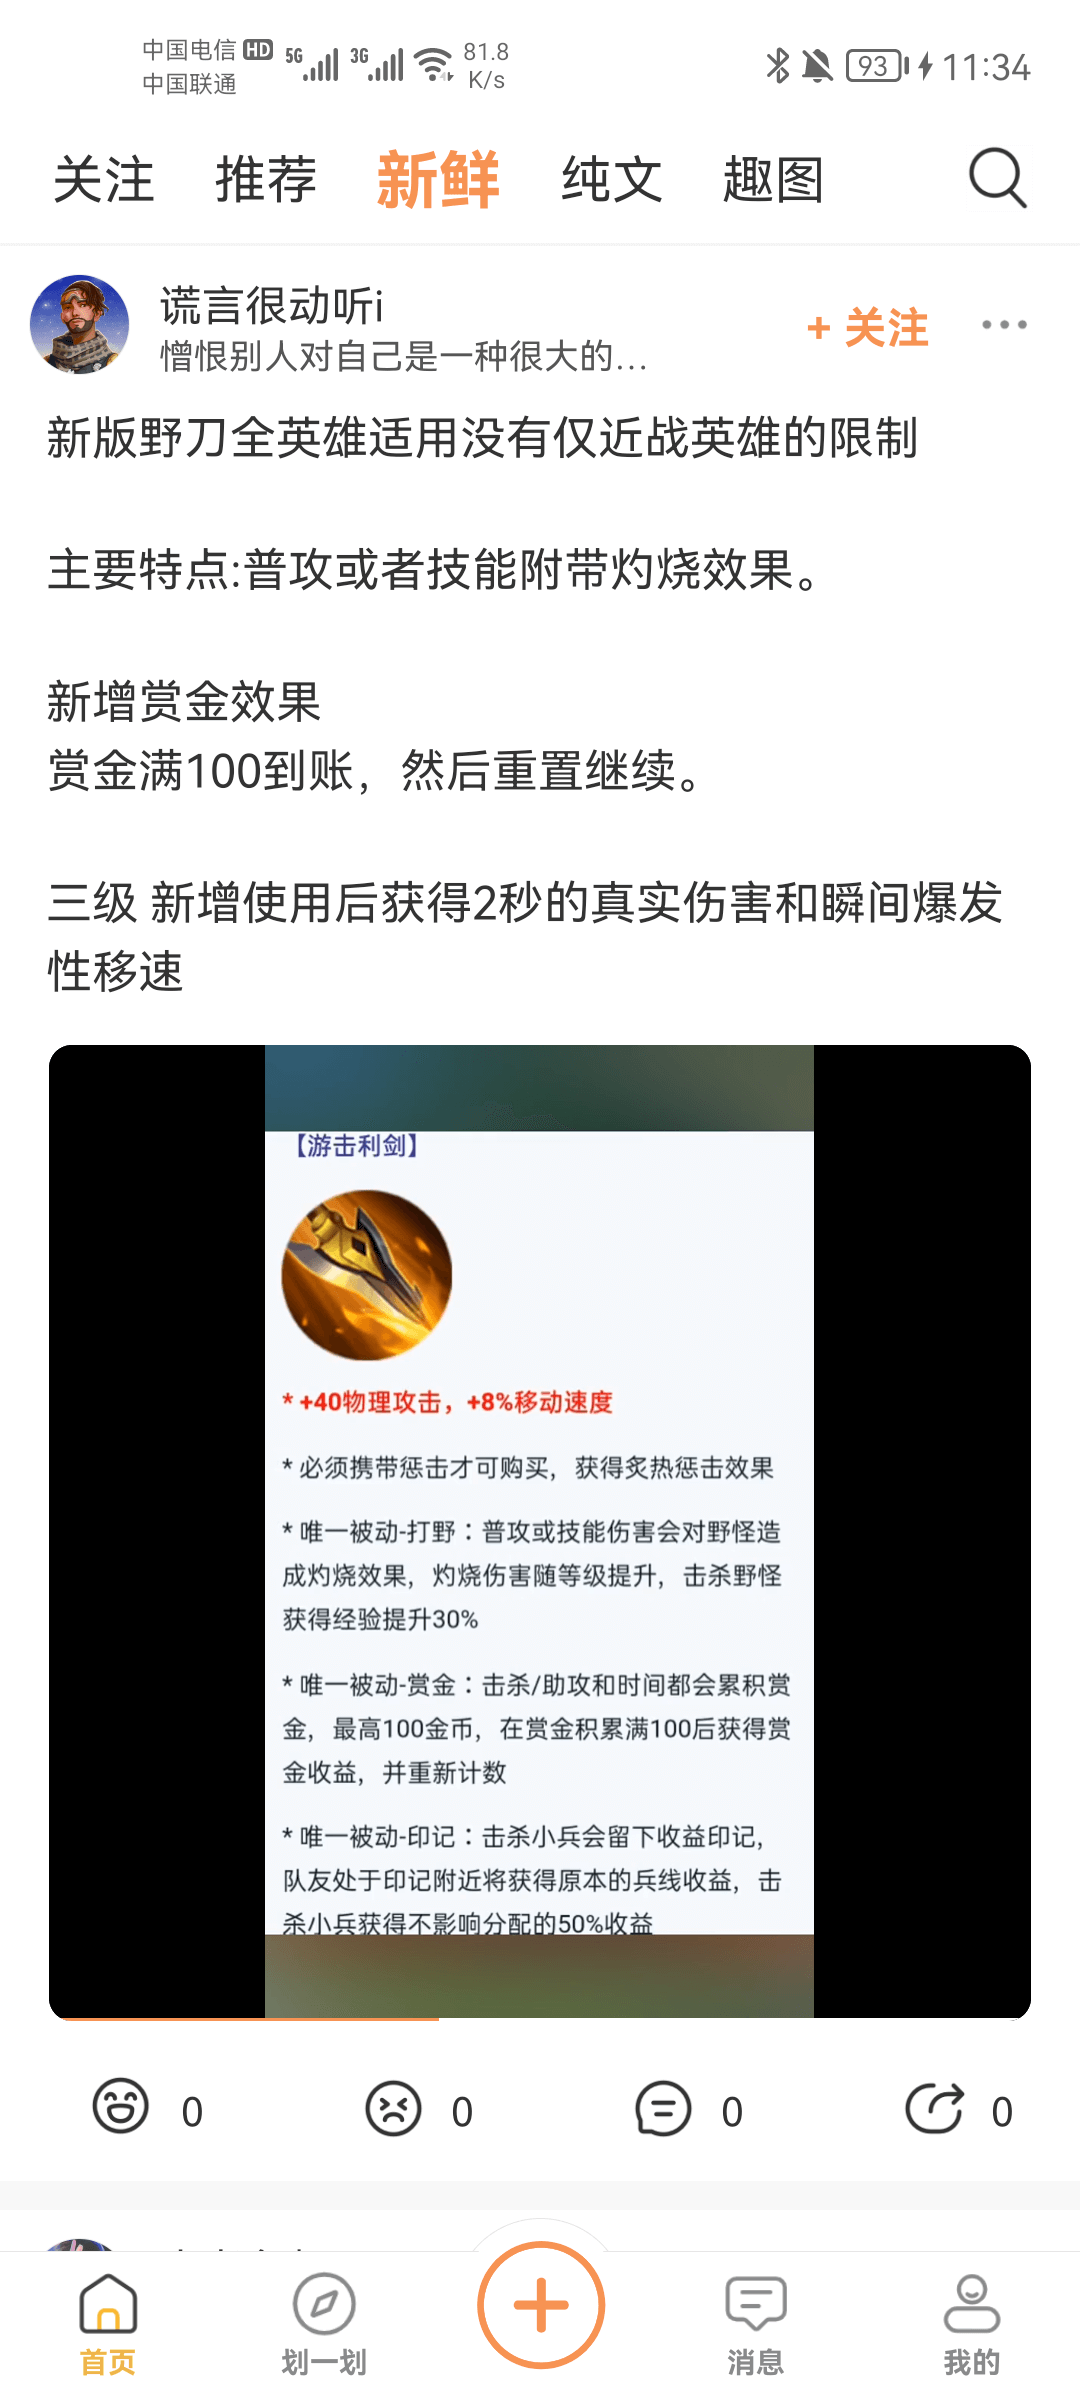 中国电信 HD 5G 3G 81.8
中国联通 K/s
93 11:34
关注 推荐 新鲜 纯文 趣图
谎言很动听i
憎恨别人对自己是一种很大的...
+ 关注
新版野刀全英雄适用没有仅近战英雄的限制
主要特点:普攻或者技能附带灼烧效果。
新增赏金效果
赏金满100到账，然后重置继续。
三级 新增使用后获得2秒的真实伤害和瞬间爆发
性移速
【游击利剑】
* +40物理攻击，+8%移动速度
* 必须携带惩击才可购买，获得炙热惩击效果
* 唯一被动-打野：普攻或技能伤害会对野怪造
成灼烧效果，灼烧伤害随等级提升，击杀野怪
获得经验提升30%
* 唯一被动-赏金：击杀/助攻和时间都会累积赏
金，最高100金币，在赏金积累满100后获得赏
金收益，并重新计数
* 唯一被动-印记：击杀小兵会留下收益印记，
队友处于印记附近将获得原本的兵线收益，击
杀小兵获得不影响分配的50%收益
0 0 0 0
首页 划一划 消息 我的